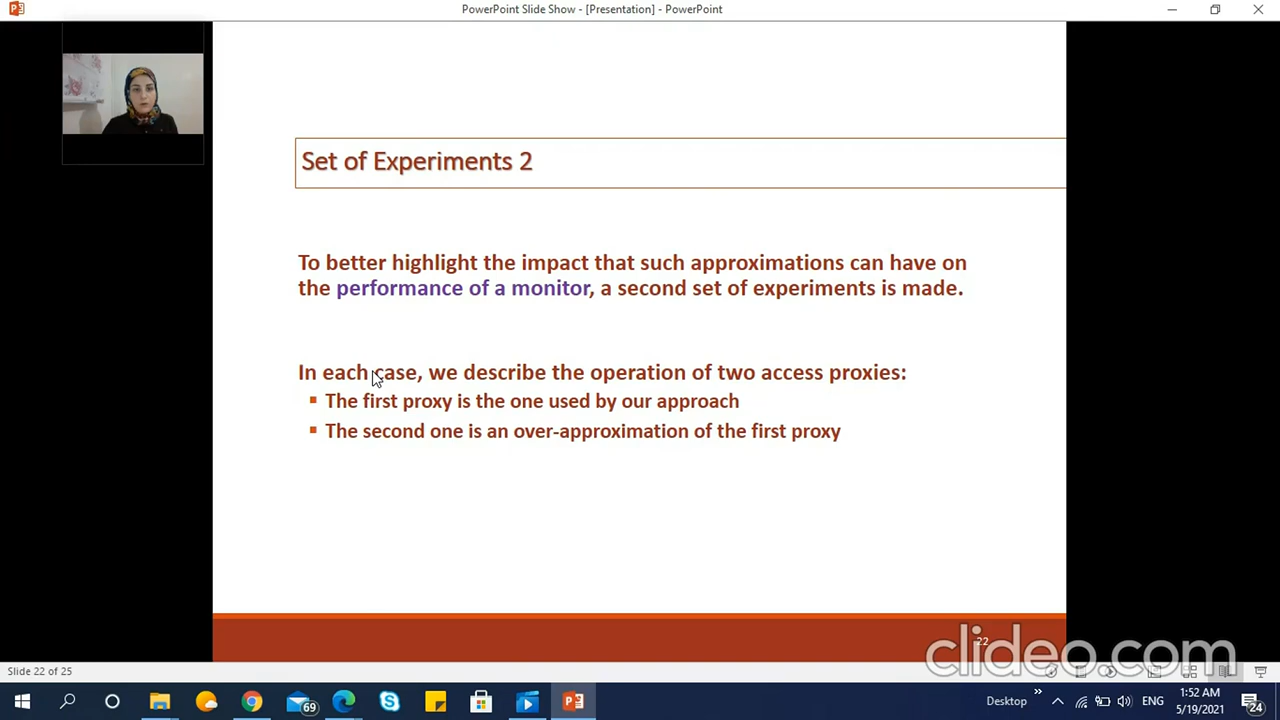 PowerPoint Slide Show - [Presentation] - PowerPoint
Set of Experiments 2
To better highlight the impact that such approximations can have on
the performance of a monitor, a second set of experiments is made.
In each case, we describe the operation of two access proxies:
The first proxy is the one used by our approach
The second one is an over-approximation of the first proxy
22
clideo.com
Slide 22 of 25
69
Desktop
ENG
1:52 AM
5/19/2021
24